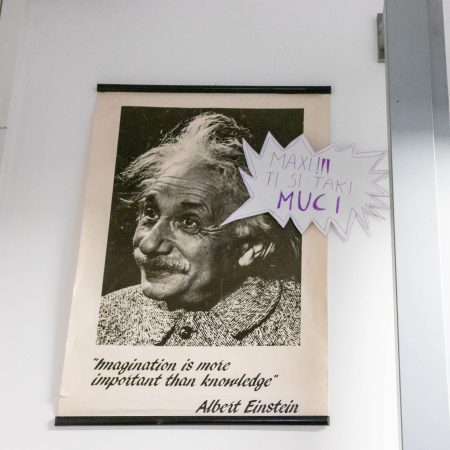 MAXI!!!
TI SI TAKI
MUCI
"Imagination is more
important than knowledge"
Albert Einstein